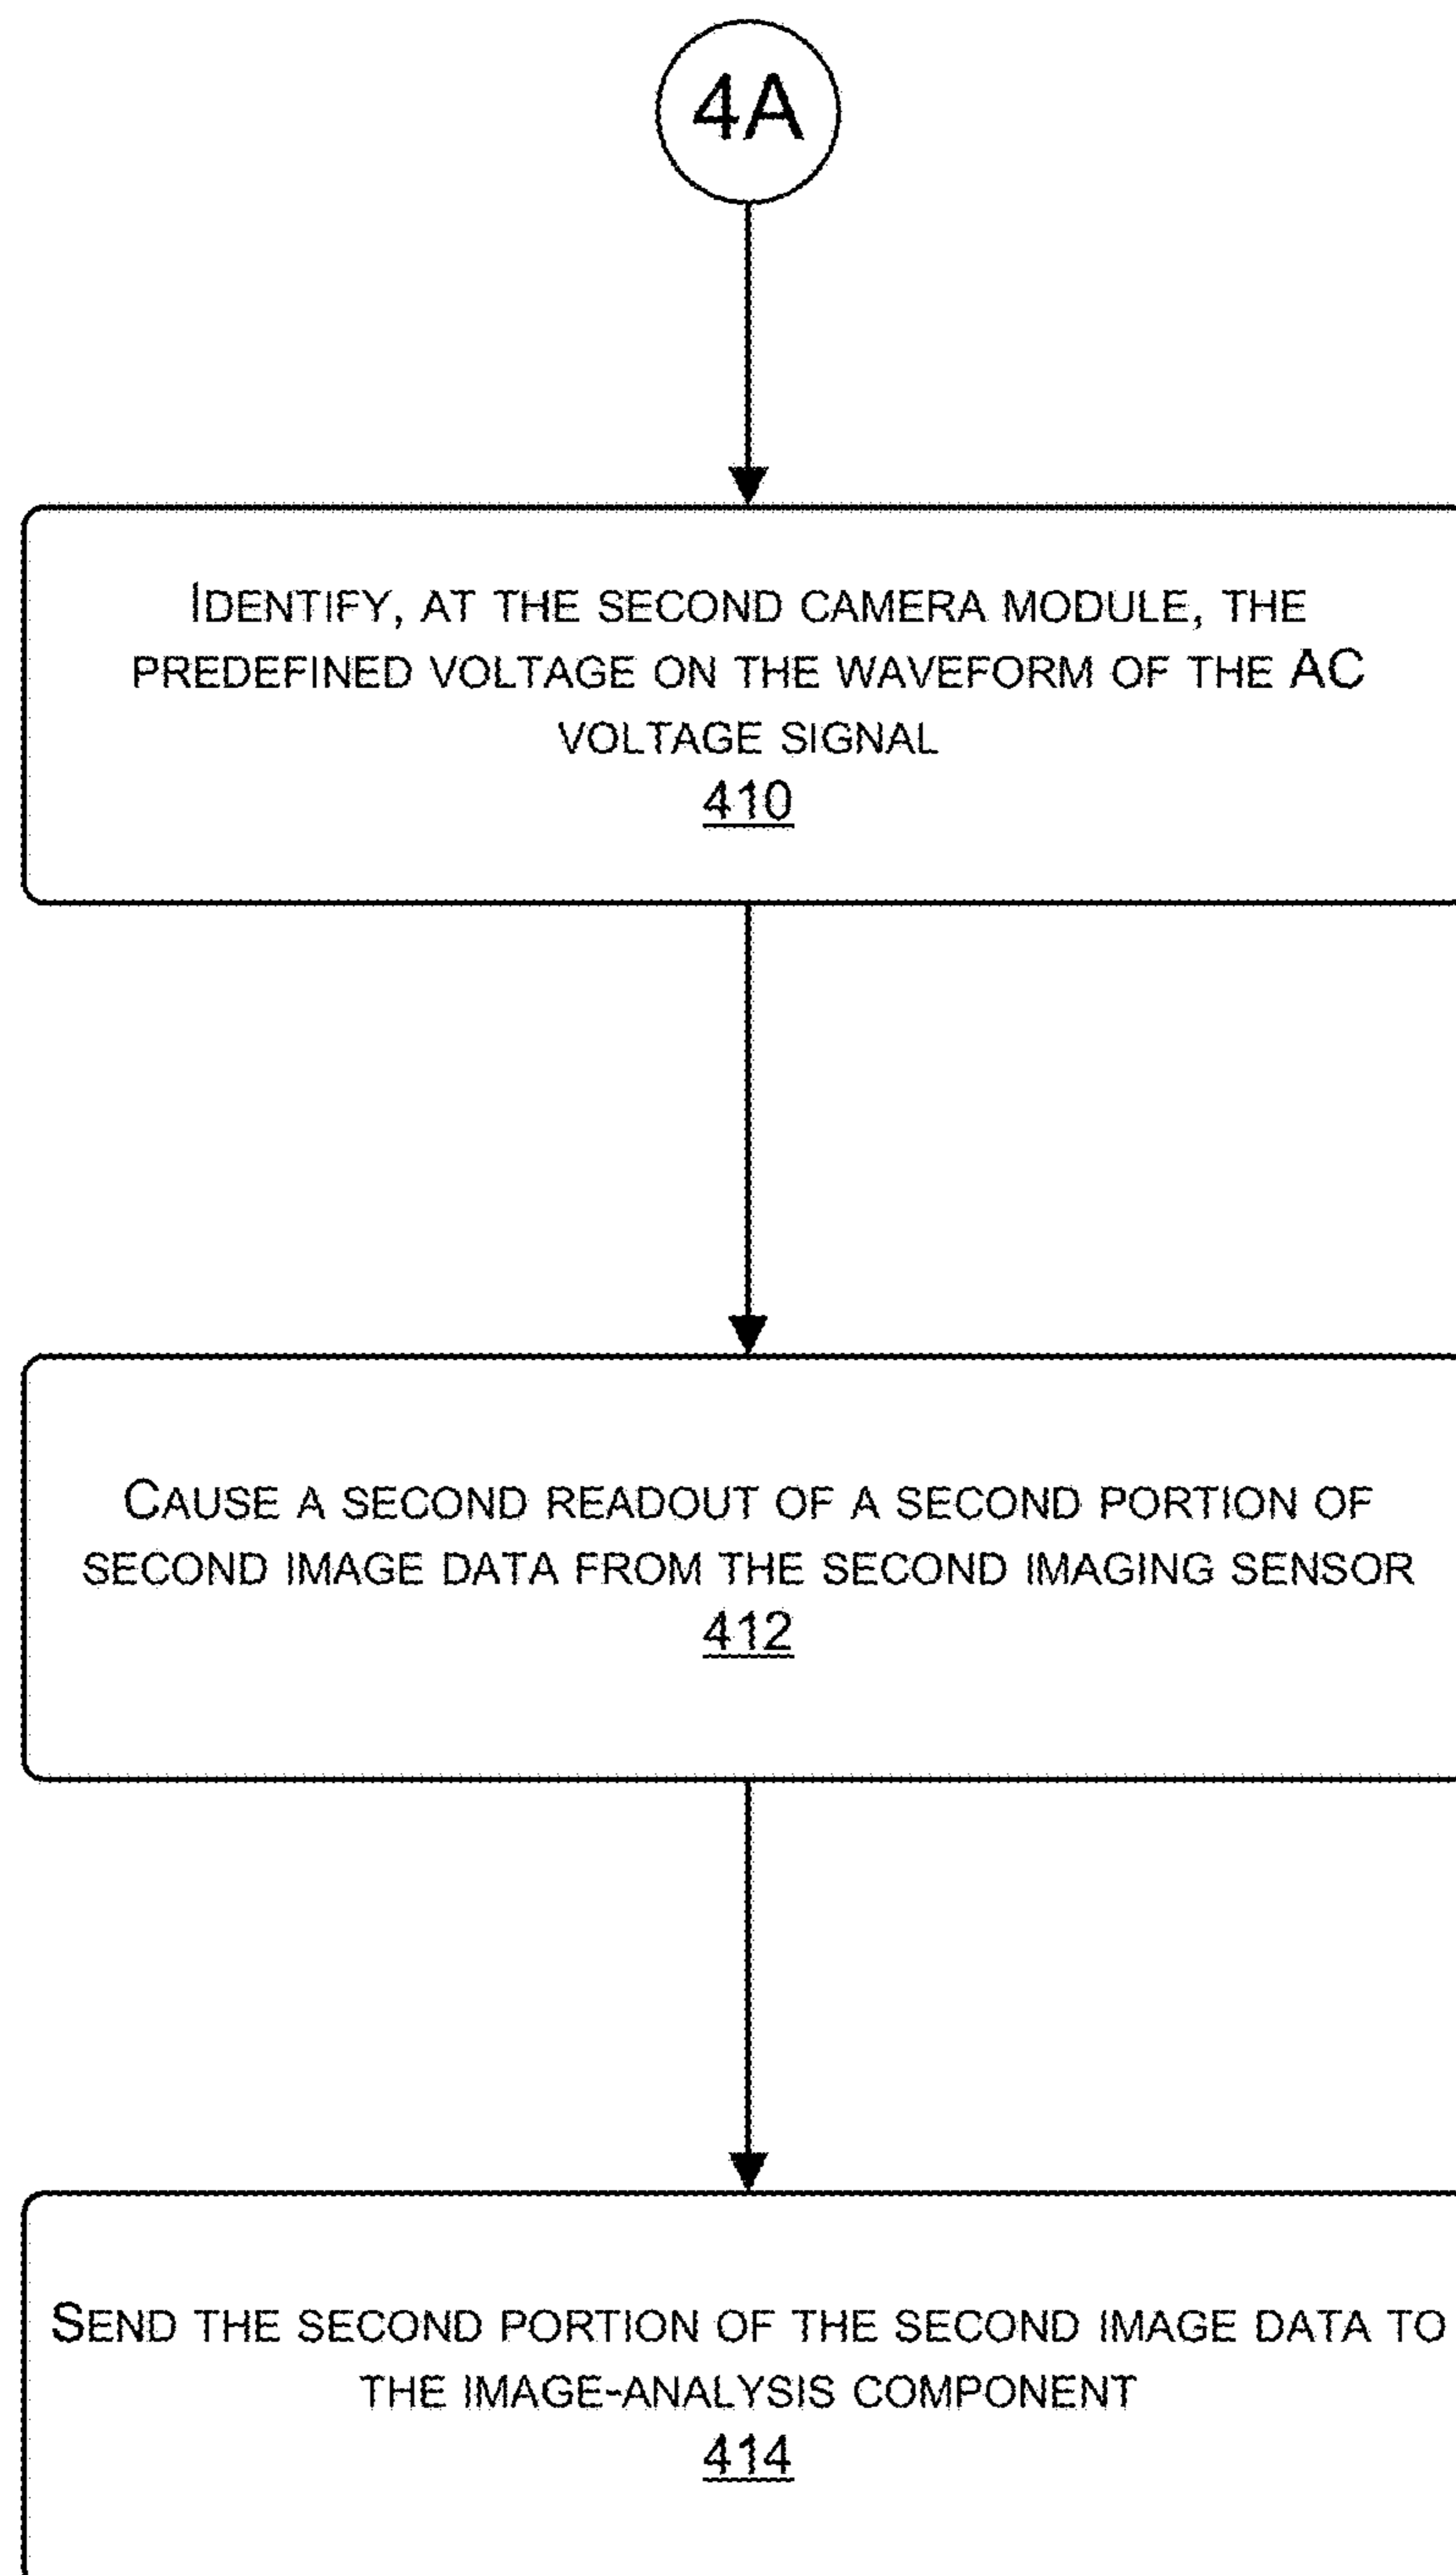 4A
IDENTIFY, AT THE SECOND CAMERA MODULE, THE
PREDEFINED VOLTAGE ON THE WAVEFORM OF THE AC
VOLTAGE SIGNAL
410
CAUSE A SECOND READOUT OF A SECOND PORTION OF
SECOND IMAGE DATA FROM THE SECOND IMAGING SENSOR
412
SEND THE SECOND PORTION OF THE SECOND IMAGE DATA TO
THE IMAGE-ANALYSIS COMPONENT
414